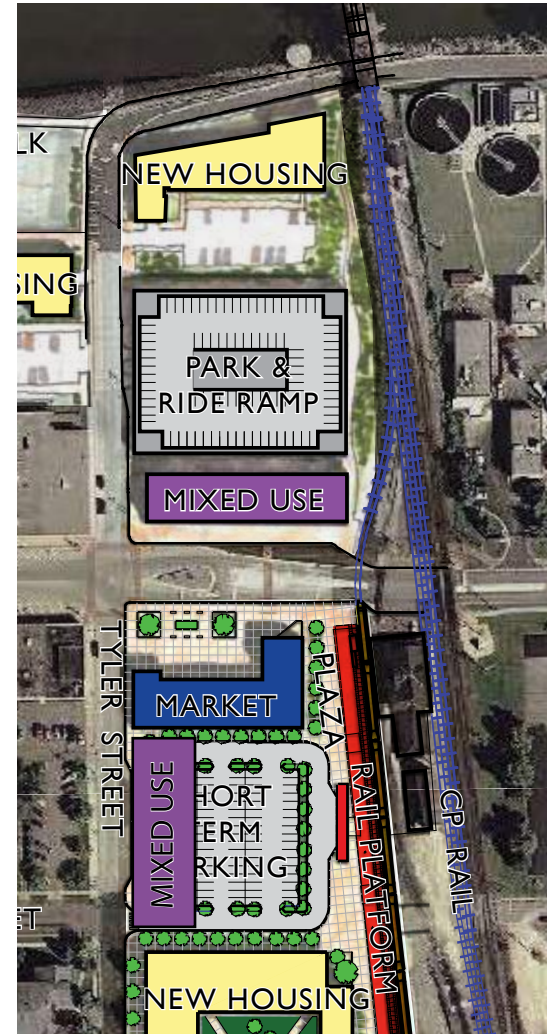 LK
NEW HOUSING
SING
PARK &
RIDE RAMP
MIXED USE
TYLER STREET
PLAZA
MARKET
MIXED USE
HORT
ERM
RKING
RAIL PLATFORM
CP RAIL
ET
NEW HOUSING